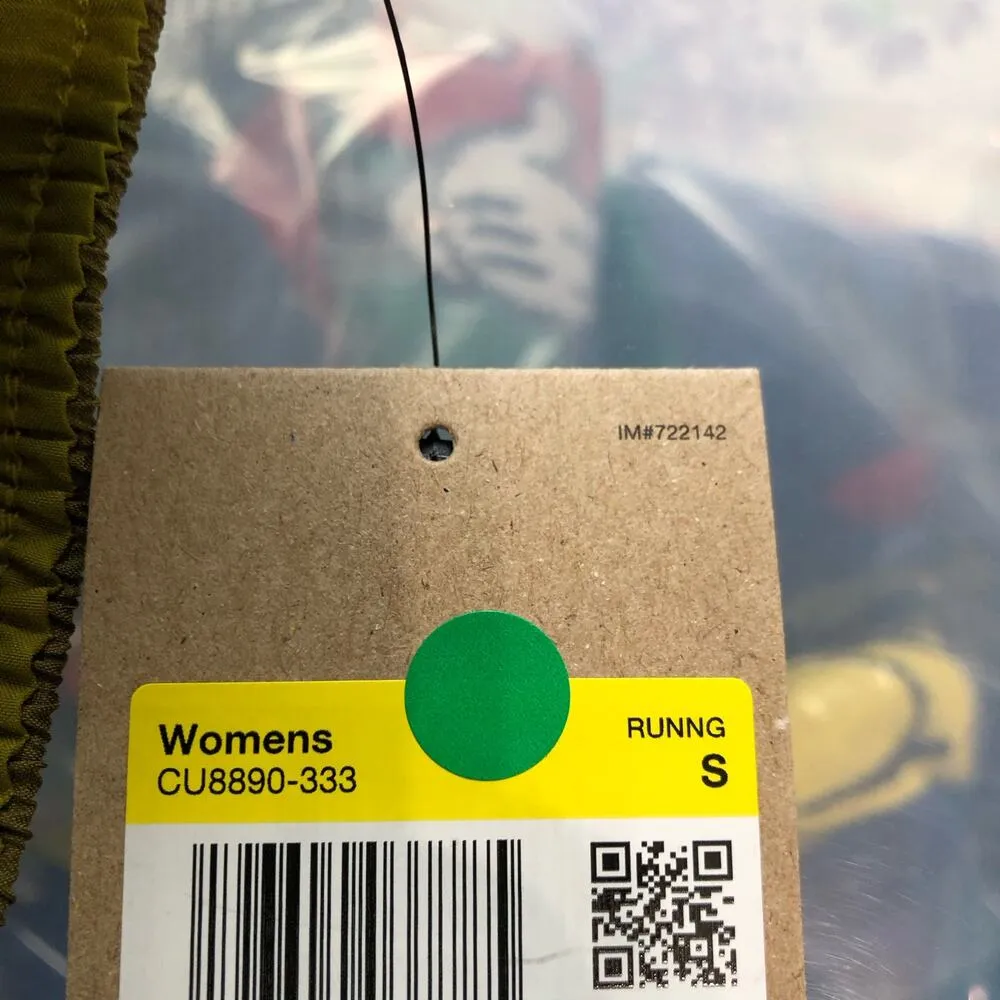 IM#722142
Womens
CU8890-333
RUNNG
S